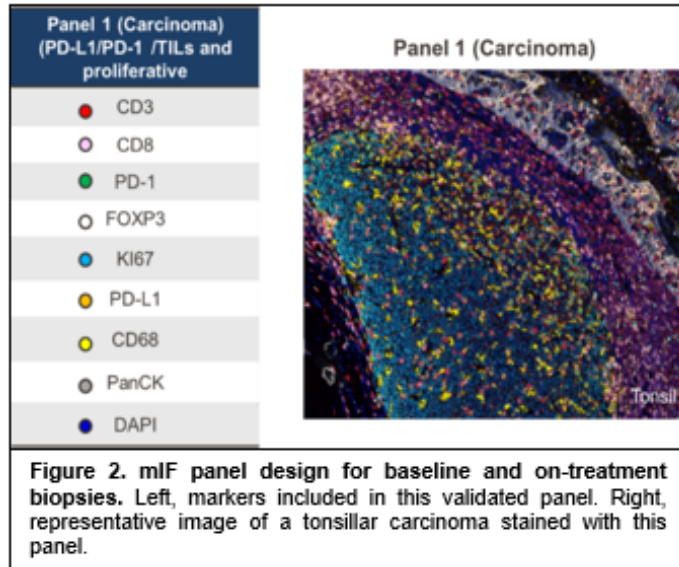 Panel 1 (Carcinoma)
(PD-L1/PD-1 /TILs and
proliferative
CD3
CD8
PD-1
FOXP3
KI67
PD-L1
CD68
PanCK
DAPI
Panel 1 (Carcinoma)
Tonsil
Figure 2. mIF panel design for baseline and on-treatment
biopsies. Left, markers included in this validated panel. Right,
representative image of a tonsillar carcinoma stained with this
panel.